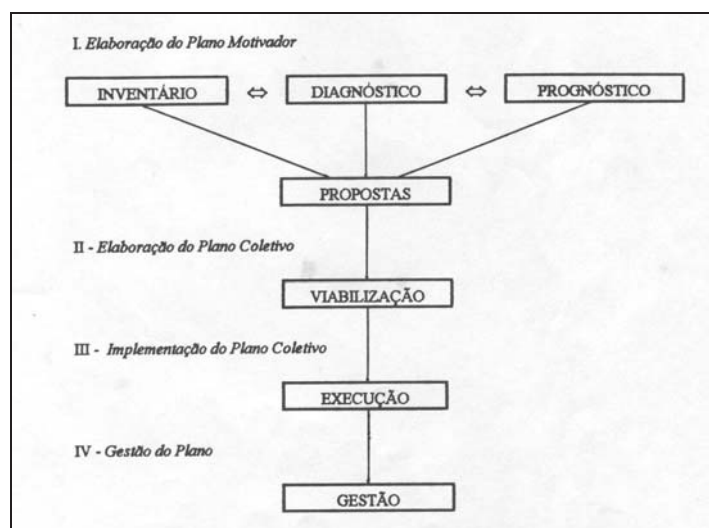 I. Elaboração do Plano Motivador
INVENTÁRIO ⇔ DIAGNÓSTICO ⇔ PROGNÓSTICO
PROPOSTAS
II - Elaboração do Plano Coletivo
VIABILIZAÇÃO
III - Implementação do Plano Coletivo
EXECUÇÃO
IV - Gestão do Plano
GESTÃO